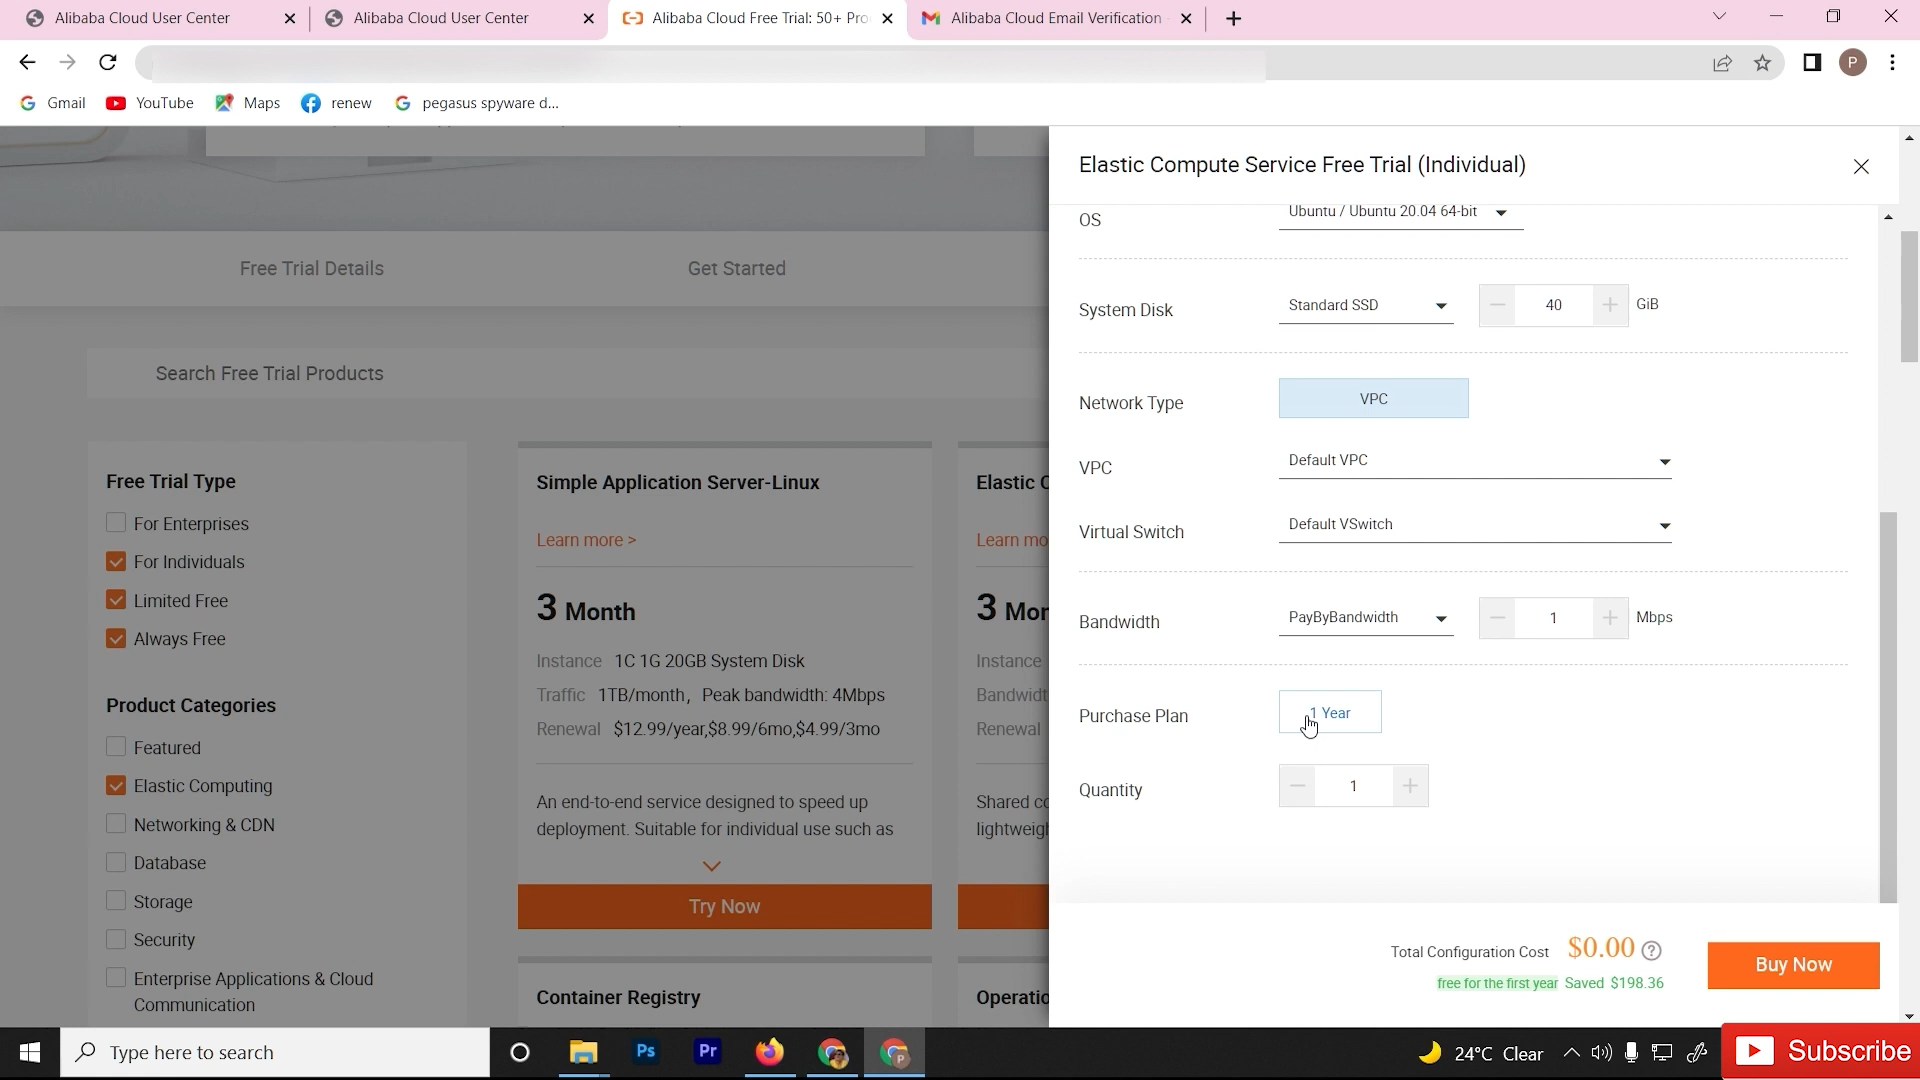 Alibaba Cloud User Center
Alibaba Cloud User Center
Alibaba Cloud Free Trial: 50+ Pro
Alibaba Cloud Email Verification
P
Gmail
YouTube
Maps
renew
pegasus spyware d...
Elastic Compute Service Free Trial (Individual)
OS
Ubuntu / Ubuntu 20.04 64-bit
System Disk
Standard SSD
40
GiB
Network Type
VPC
VPC
Default VPC
Virtual Switch
Default VSwitch
Bandwidth
PayByBandwidth
1
Mbps
Purchase Plan
1 Year
Quantity
1
Total Configuration Cost $0.00
free for the first year Saved $198.36
Buy Now
Free Trial Details
Get Started
Search Free Trial Products
Free Trial Type
For Enterprises
For Individuals
Limited Free
Always Free
Product Categories
Featured
Elastic Computing
Networking & CDN
Database
Storage
Security
Enterprise Applications & Cloud
Communication
Simple Application Server-Linux
Learn more >
3 Month
Instance 1C 1G 20GB System Disk
Traffic 1TB/month, Peak bandwidth: 4Mbps
Renewal $12.99/year,$8.99/6mo,$4.99/3mo
An end-to-end service designed to speed up
deployment. Suitable for individual use such as
Try Now
Container Registry
Elastic C
Learn mo
3 Mor
Instance
Bandwidt
Renewal
Shared co
lightweigh
Operatio
Type here to search
Ps
Pr
P
24°C Clear
Subscribe